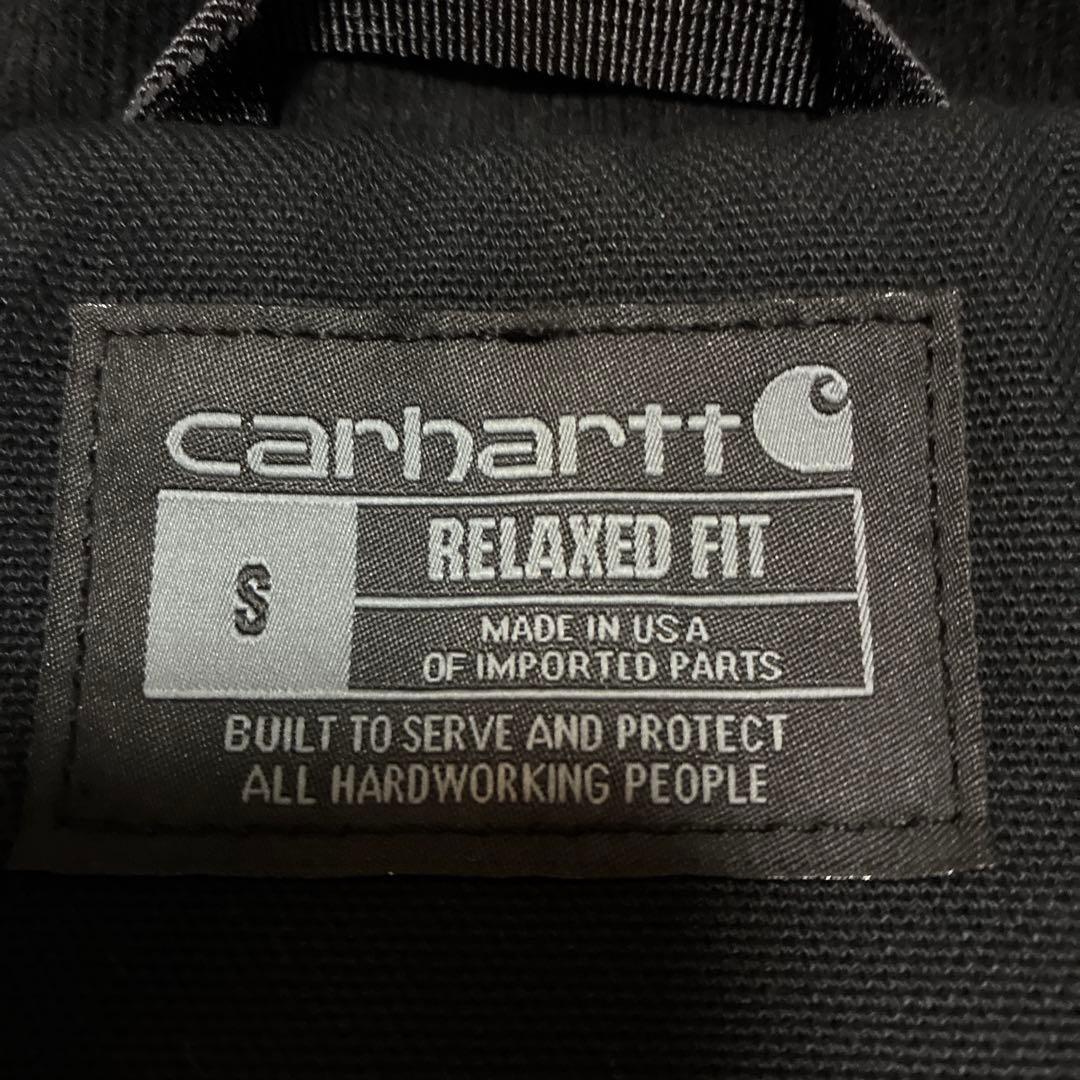 carhartt
S
RELAXED FIT
MADE IN USA
OF IMPORTED PARTS
BUILT TO SERVE AND PROTECT
ALL HARDWORKING PEOPLE